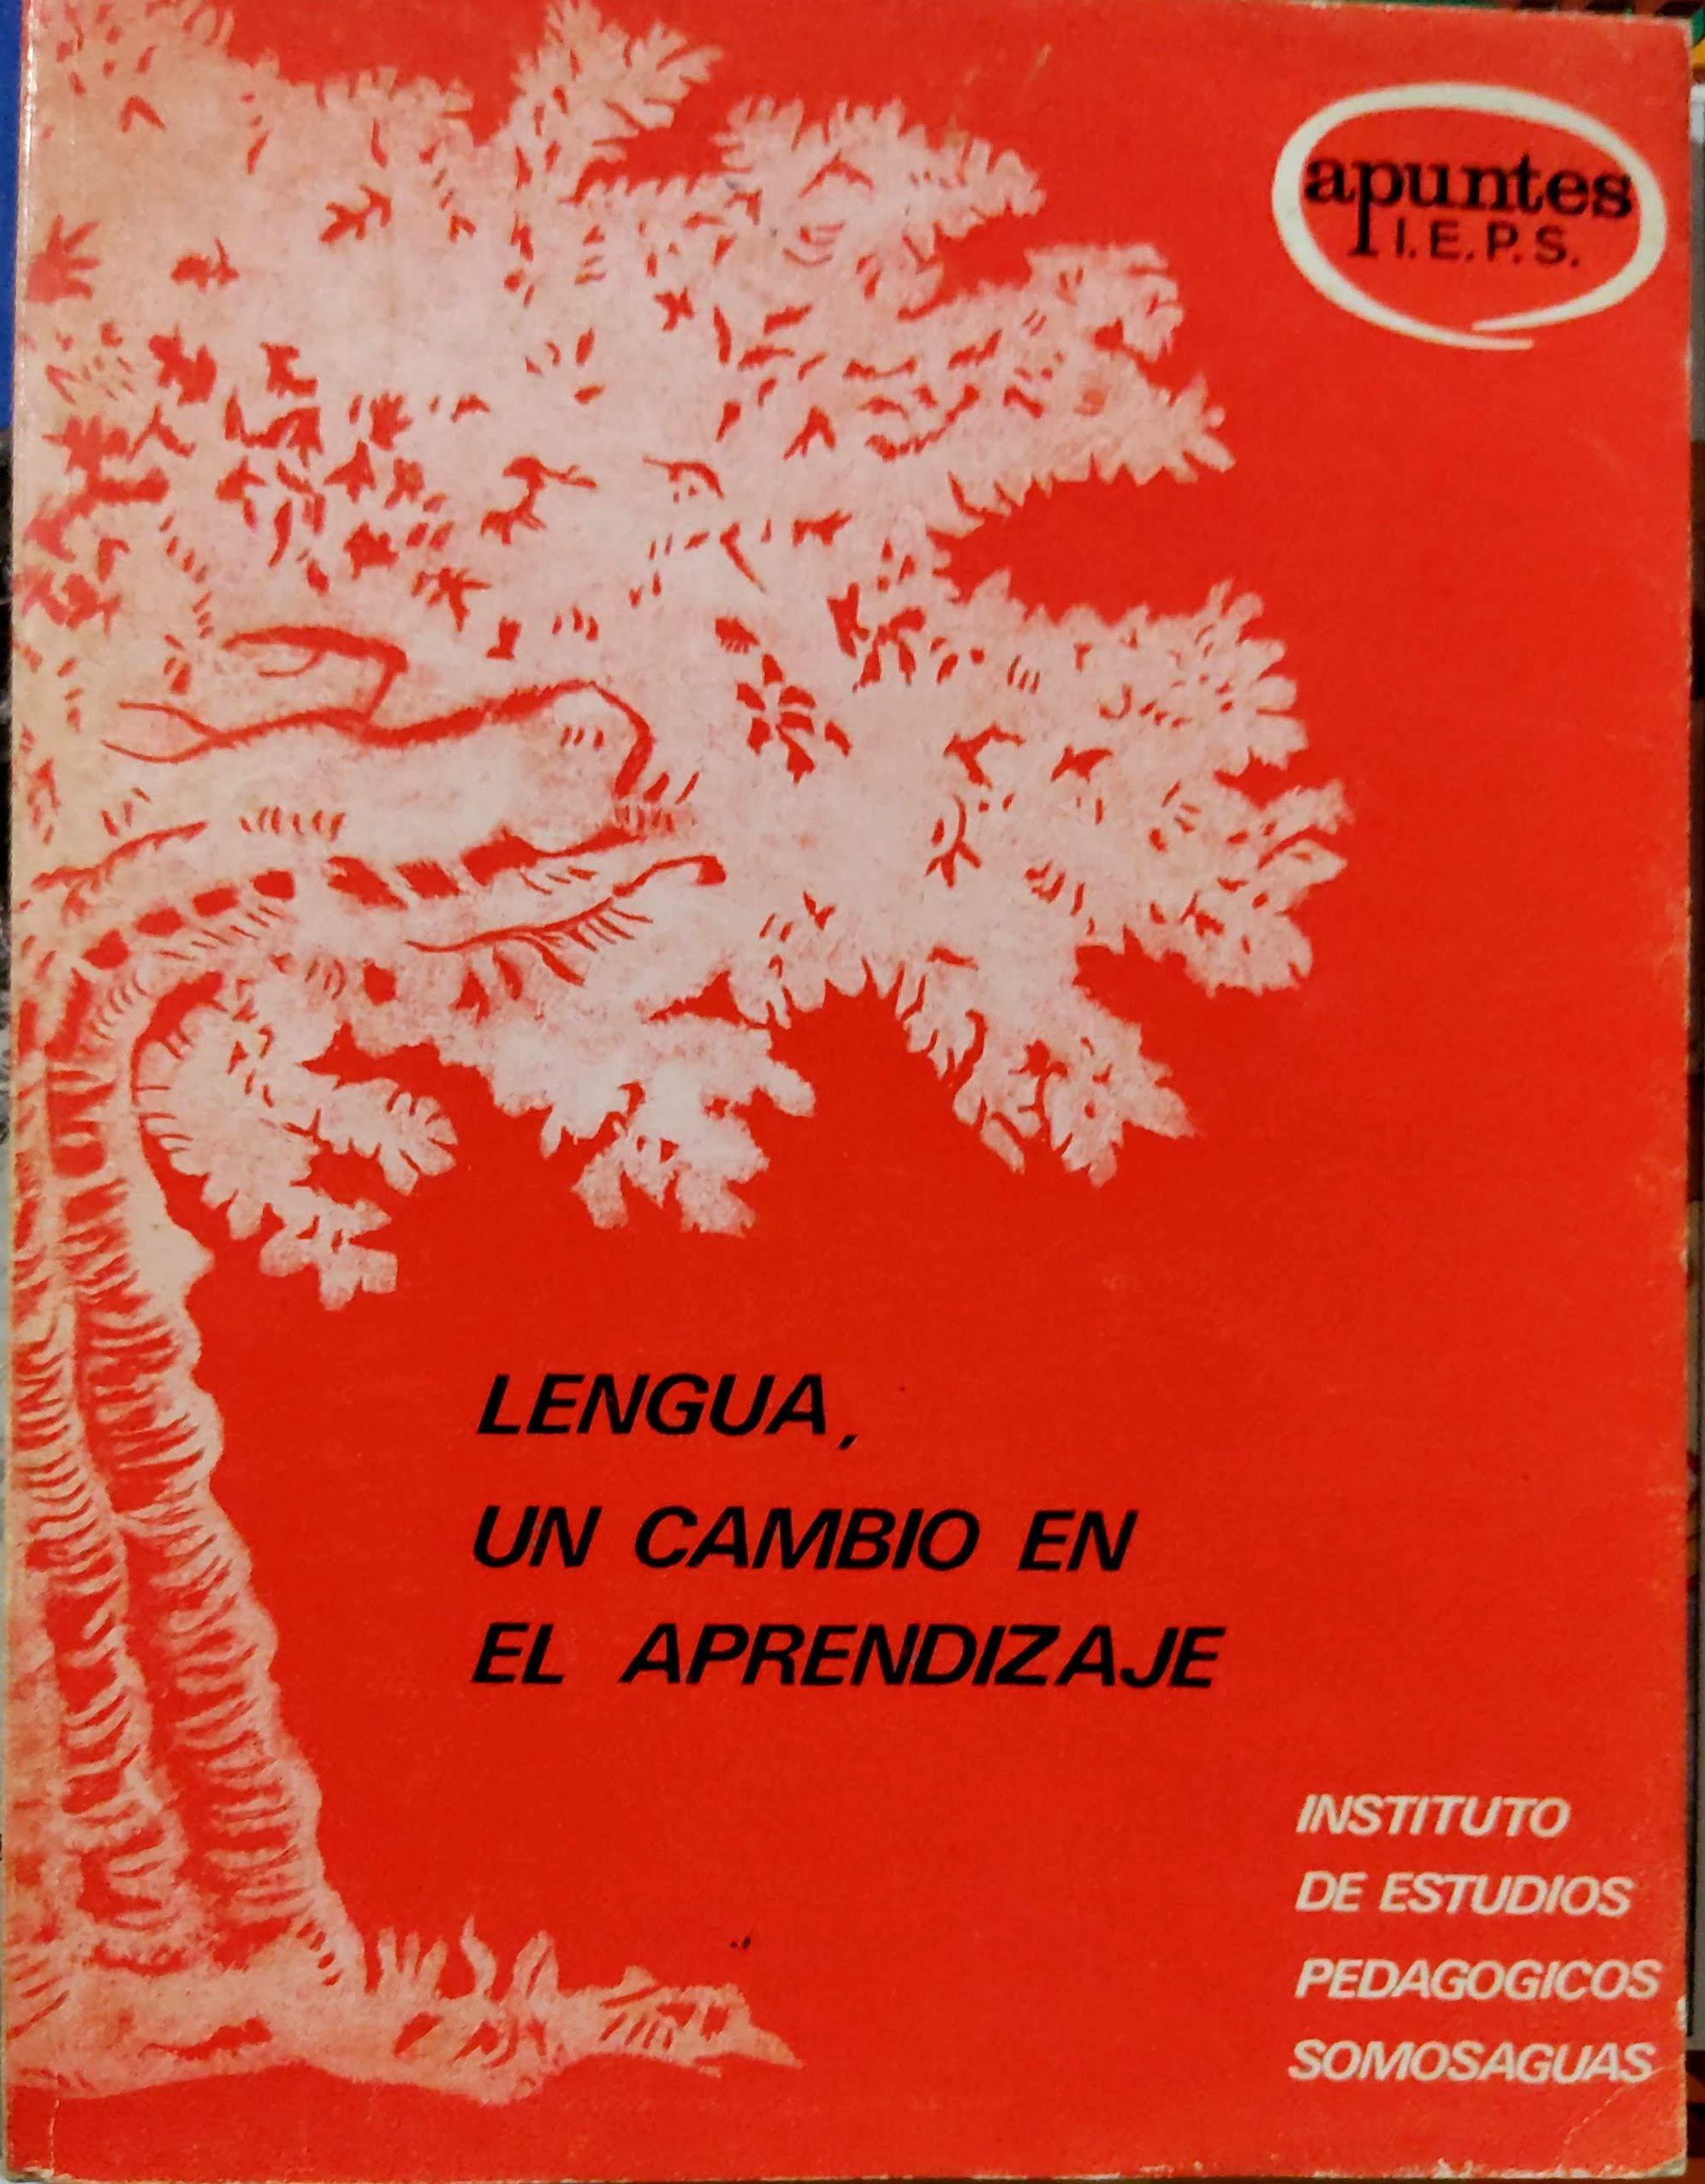 apuntes
I.E.P.S.
LENGUA,
UN CAMBIO EN
EL APRENDIZAJE
INSTITUTO
DE ESTUDIOS
PEDAGOGICOS
SOMOSAGUAS